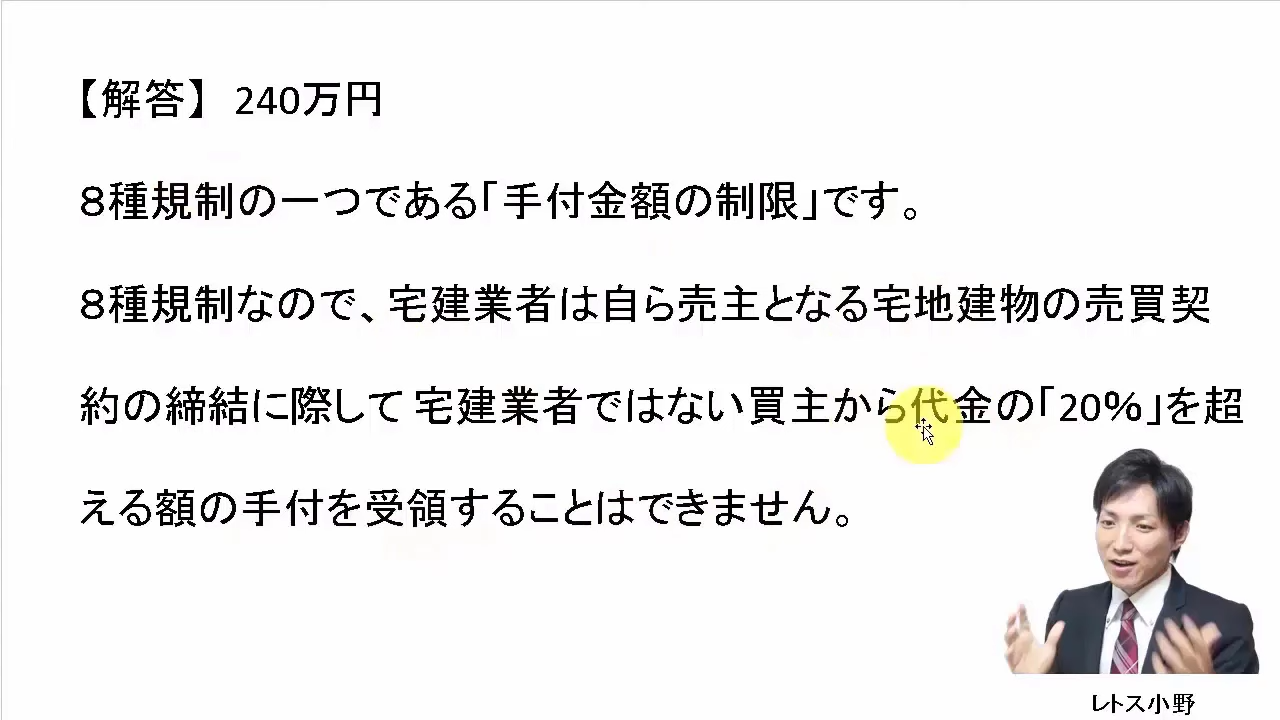 【解答】 240万円
８種規制の一つである「手付金額の制限」です。
８種規制なので、宅建業者は自ら売主となる宅地建物の売買契
約の締結に際して 宅建業者ではない買主から代金の「20％」を超
える額の手付を受領することはできません。
レトス小野